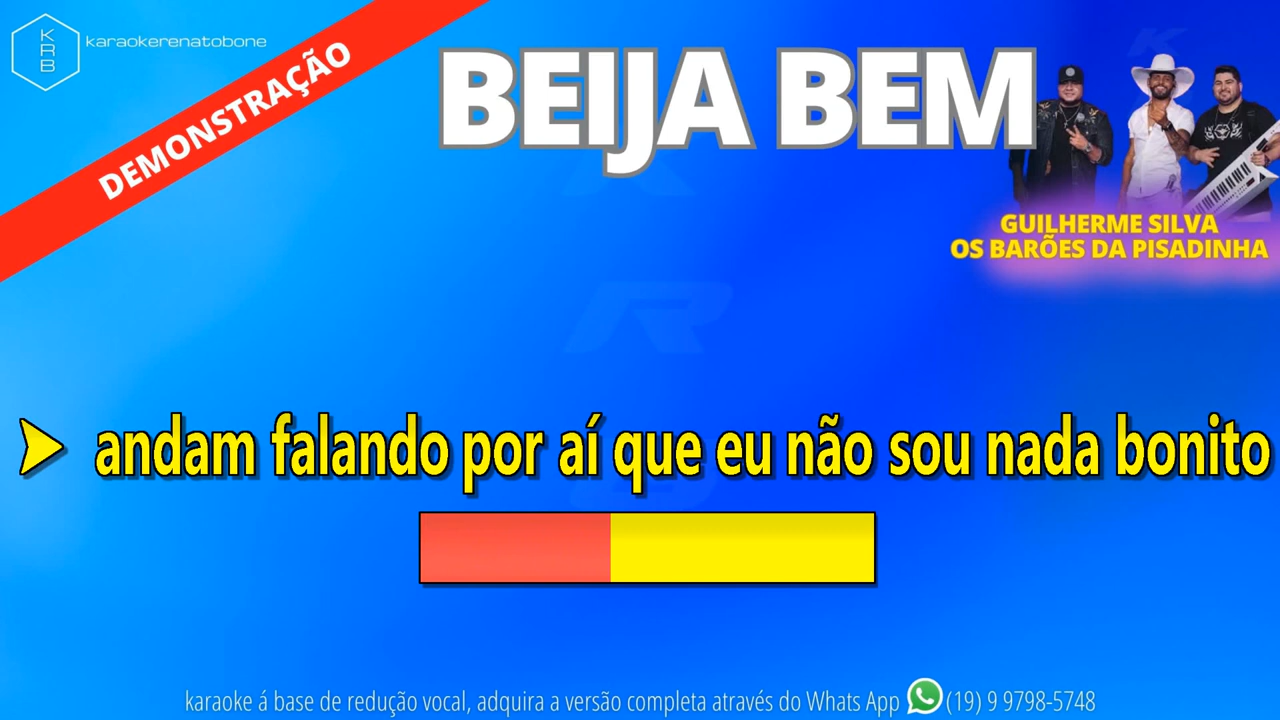 KRB
karaokerenatobone
DEMONSTRAÇÃO
BEIJA BEM
GUILHERME SILVA
OS BARÕES DA PISADINHA
andam falando por aí que eu não sou nada bonito
karaoke á base de redução vocal, adquira a versão completa através do Whats App (19) 9 9798-5748